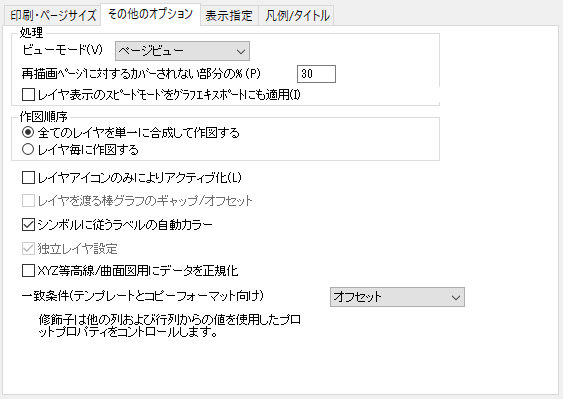 印刷・ページサイズ その他のオプション 表示指定 凡例/タイトル
処理
ビューモード(V) ページビュー
再描画ページに対するカバーされない部分の% (P) 30
レイヤ表示のスピードモードをグラフエキスポートにも適用(I)
作図順序
全てのレイヤを単一に合成して作図する
レイヤ毎に作図する
レイヤアイコンのみによりアクティブ化(L)
レイヤを渡る棒グラフのギャップ/オフセット
シンボルに従うラベルの自動カラー
独立レイヤ設定
XYZ等高線/曲面図用にデータを正規化
一致条件(テンプレートとコピーフォーマット向け) オフセット
修飾子は他の列および行列からの値を使用したプロ
ットプロパティをコントロールします。